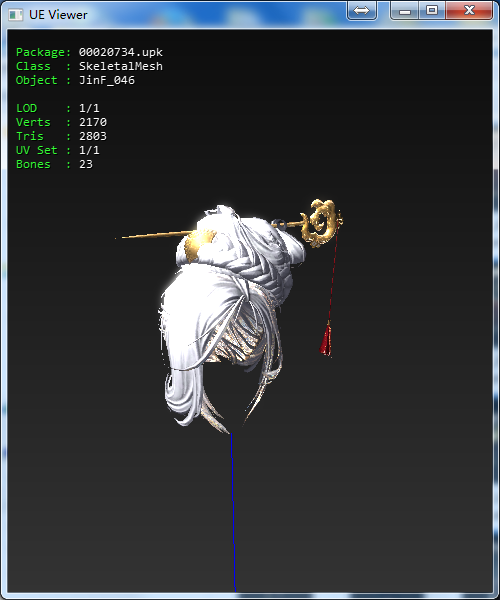 UE Viewer
Package: 00020734.upk
Class  : SkeletalMesh
Object : JinF_046
LOD    : 1/1
Verts  : 2170
Tris   : 2803
UV Set : 1/1
Bones  : 23